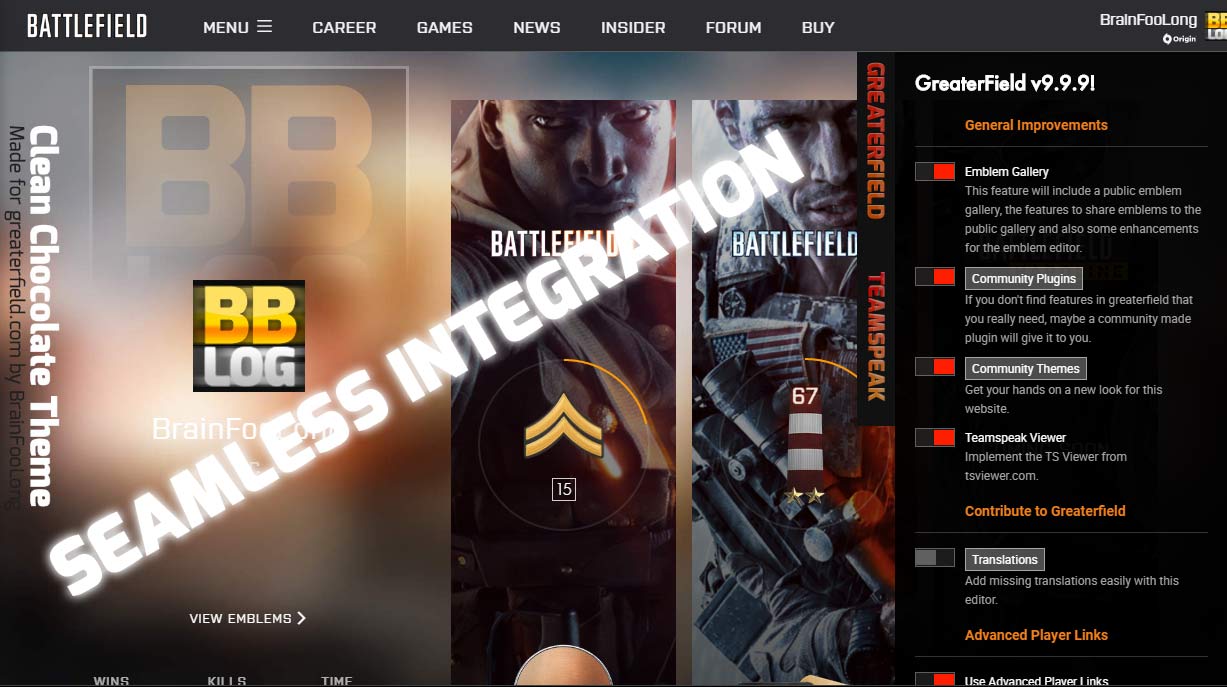 BATTLEFIELD
MENU
CAREER
GAMES
NEWS
INSIDER
FORUM
BUY
BrainFooLong
Origin
BB
LOG
BB
Clean Chocolate Theme
Made for greaterfield.com by BrainFooLong
BB
LOG
BrainFooLong
VIEW EMBLEMS
WINS
KILLS
TIME
SEAMLESS INTEGRATION
BATTLEFIELD
15
BATTLEFIELD
67
GREATERFIELD
TEAMSPEAK
GreaterField v9.9.9!
General Improvements
Emblem Gallery
This feature will include a public emblem
gallery, the features to share emblems to the
public gallery and also some enhancements
for the emblem editor.
Community Plugins
If you don't find features in greaterfield that
you really need, maybe a community made
plugin will give it to you.
Community Themes
Get your hands on a new look for this
website.
Teamspeak Viewer
Implement the TS Viewer from
tsviewer.com.
Contribute to Greaterfield
Translations
Add missing translations easily with this
editor.
Advanced Player Links
Use Advanced Player Links